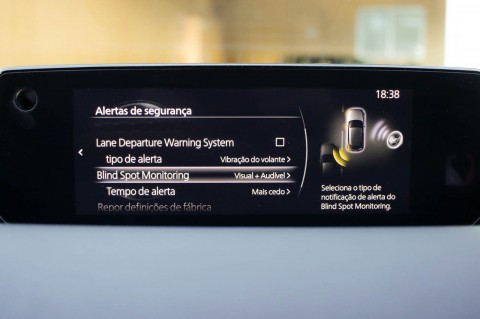 18:38
Alertas de segurança
Lane Departure Warning System
tipo de alerta Vibração do volante >
Blind Spot Monitoring Visual + Audível >
Tempo de alerta Mais cedo >
Repor definições de fábrica
Seleciona o tipo de
notificação de alerta do
Blind Spot Monitoring.